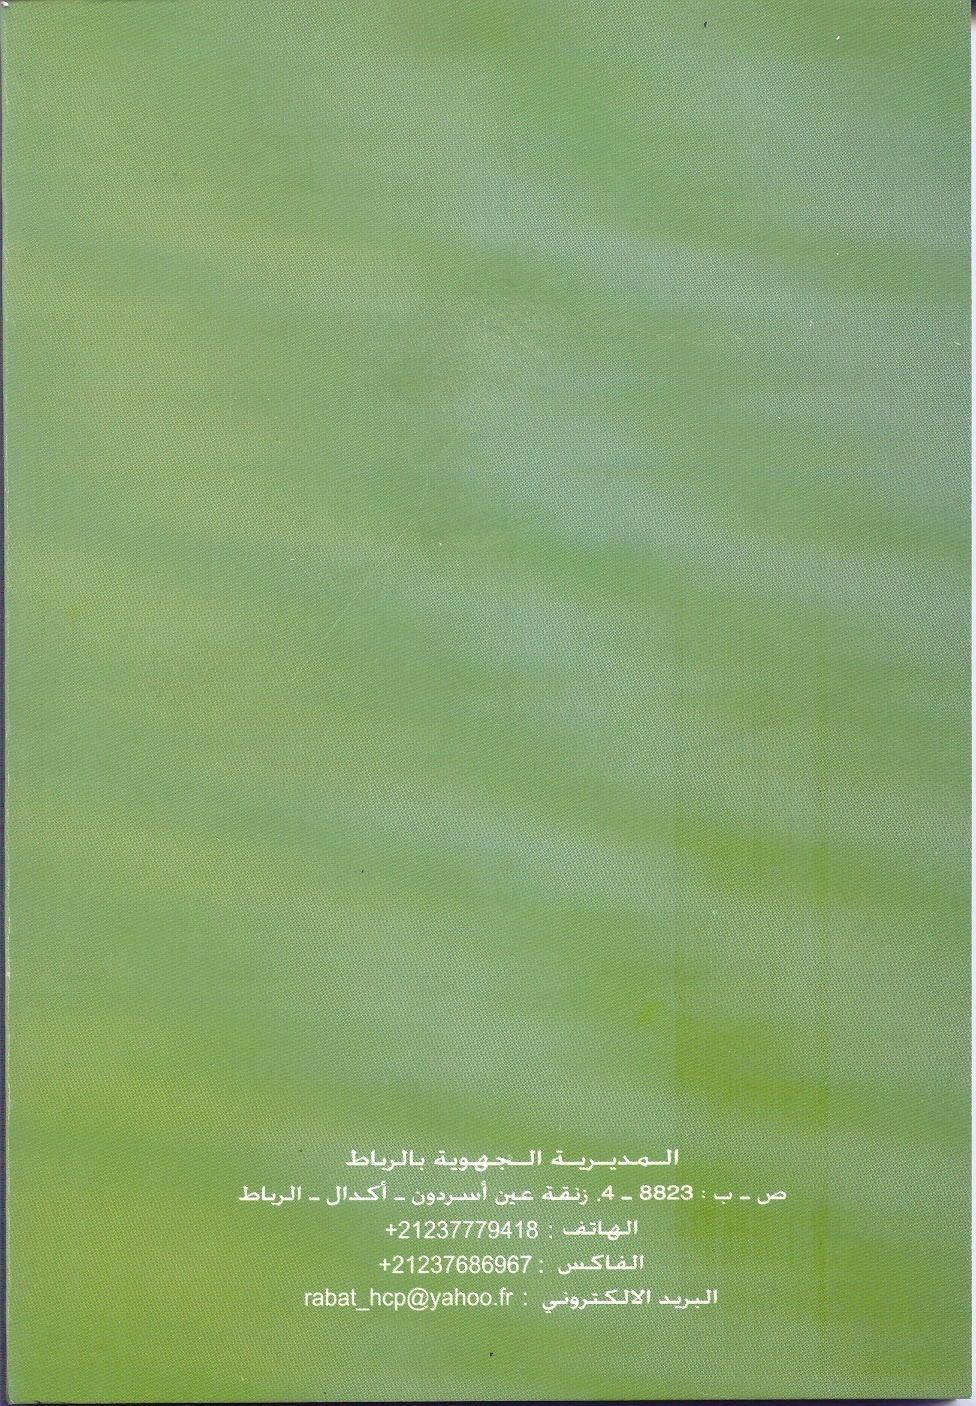 المديرية الجهوية بالرباط
ص - ب : 8823 - 4, زنقة عين أسردون - أكدال - الرباط
الهاتف : 21237779418+
الفاكس : 21237686967+
البريد الالكتروني : rabat_hcp@yahoo.fr